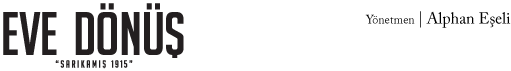 EVE DÖNÜŞ
"SARIKAMIŞ 1915"
Yönetmen | Alphan Eşeli